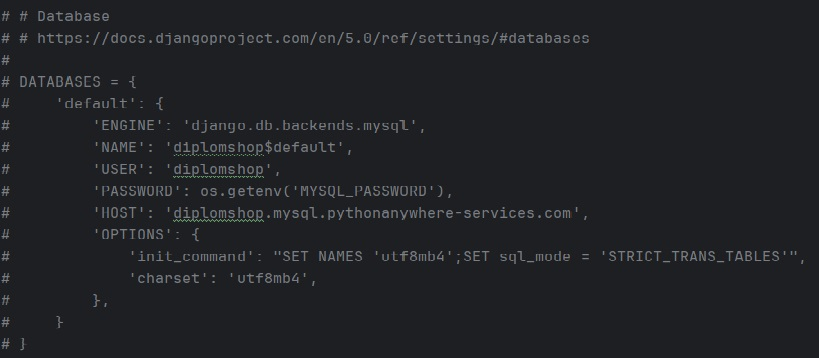 # # Database
# # https://docs.djangoproject.com/en/5.0/ref/settings/#databases
#
# DATABASES = {
#     'default': {
#         'ENGINE': 'django.db.backends.mysql',
#         'NAME': 'diplomshop$default',
#         'USER': 'diplomshop',
#         'PASSWORD': os.getenv('MYSQL_PASSWORD'),
#         'HOST': 'diplomshop.mysql.pythonanywhere-services.com',
#         'OPTIONS': {
#             'init_command': "SET NAMES 'utf8mb4';SET sql_mode = 'STRICT_TRANS_TABLES'",
#             'charset': 'utf8mb4',
#         },
#     }
# }